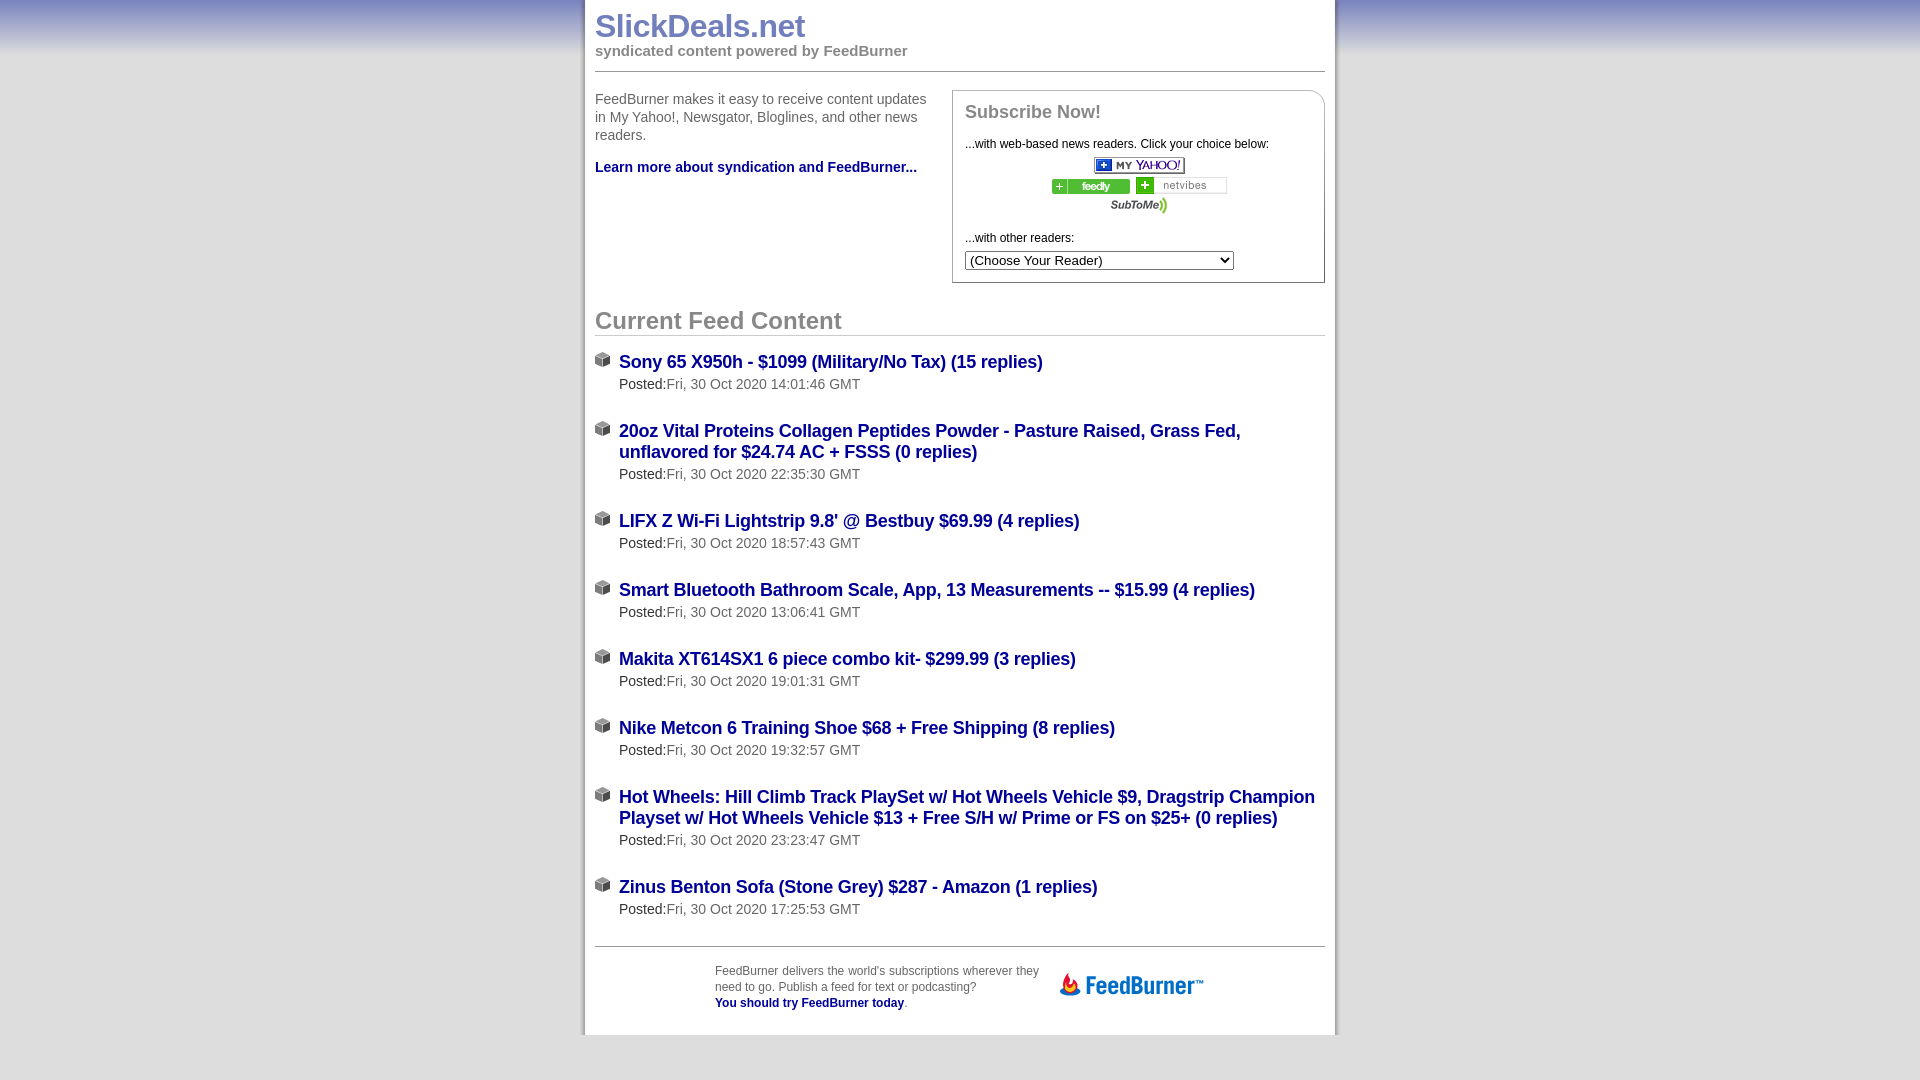 SlickDeals.net
syndicated content powered by FeedBurner
FeedBurner makes it easy to receive content updates
in My Yahoo!, Newsgator, Bloglines, and other news
readers.
Learn more about syndication and FeedBurner...
Subscribe Now!
...with web-based news readers. Click your choice below:
MY YAHOO!
feedly
netvibes
SubToMe
...with other readers:
(Choose Your Reader)
Current Feed Content
Sony 65 X950h - $1099 (Military/No Tax) (15 replies)
Posted:Fri, 30 Oct 2020 14:01:46 GMT
20oz Vital Proteins Collagen Peptides Powder - Pasture Raised, Grass Fed,
unflavored for $24.74 AC + FSSS (0 replies)
Posted:Fri, 30 Oct 2020 22:35:30 GMT
LIFX Z Wi-Fi Lightstrip 9.8' @ Bestbuy $69.99 (4 replies)
Posted:Fri, 30 Oct 2020 18:57:43 GMT
Smart Bluetooth Bathroom Scale, App, 13 Measurements -- $15.99 (4 replies)
Posted:Fri, 30 Oct 2020 13:06:41 GMT
Makita XT614SX1 6 piece combo kit- $299.99 (3 replies)
Posted:Fri, 30 Oct 2020 19:01:31 GMT
Nike Metcon 6 Training Shoe $68 + Free Shipping (8 replies)
Posted:Fri, 30 Oct 2020 19:32:57 GMT
Hot Wheels: Hill Climb Track PlaySet w/ Hot Wheels Vehicle $9, Dragstrip Champion
Playset w/ Hot Wheels Vehicle $13 + Free S/H w/ Prime or FS on $25+ (0 replies)
Posted:Fri, 30 Oct 2020 23:23:47 GMT
Zinus Benton Sofa (Stone Grey) $287 - Amazon (1 replies)
Posted:Fri, 30 Oct 2020 17:25:53 GMT
FeedBurner delivers the world's subscriptions wherever they
need to go. Publish a feed for text or podcasting?
You should try FeedBurner today.
FeedBurner™